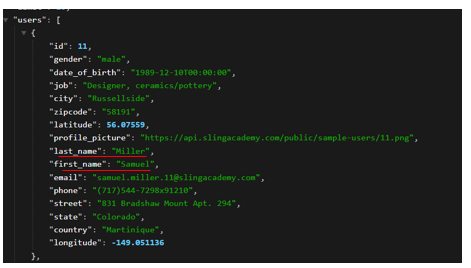 "users": [
{
"id": 11,
"gender": "male",
"date_of_birth": "1989-12-10T00:00:00",
"job": "Designer, ceramics/pottery",
"city": "Russellside",
"zipcode": "58191",
"latitude": 56.07559,
"profile_picture": "https://api.slingacademy.com/public/sample-users/11.png",
"last_name": "Miller",
"first_name": "Samuel",
"email": "samuel.miller.11@slingacademy.com",
"phone": "(717)544-7298x91210",
"street": "831 Bradshaw Mount Apt. 294",
"state": "Colorado",
"country": "Martinique",
"longitude": -149.051136
},